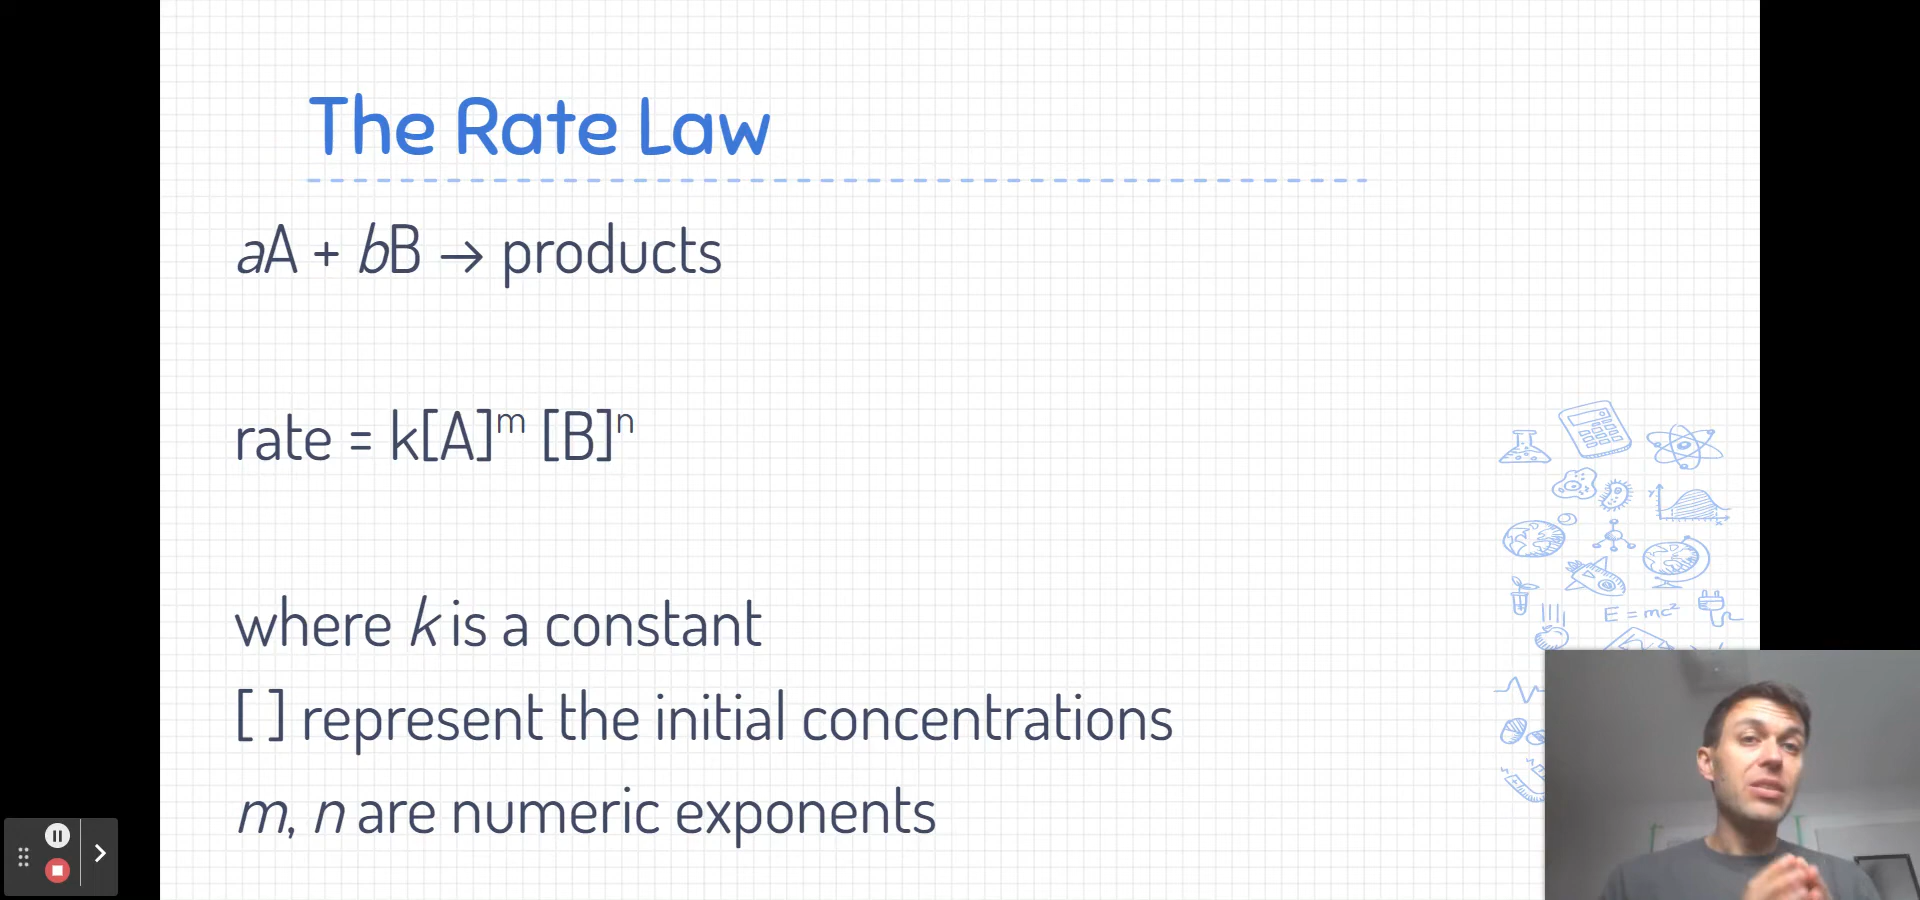 The Rate Law
aA + bB → products
rate = k[A]ᵐ [B]ⁿ
where k is a constant
[ ] represent the initial concentrations
m, n are numeric exponents
E = mc²